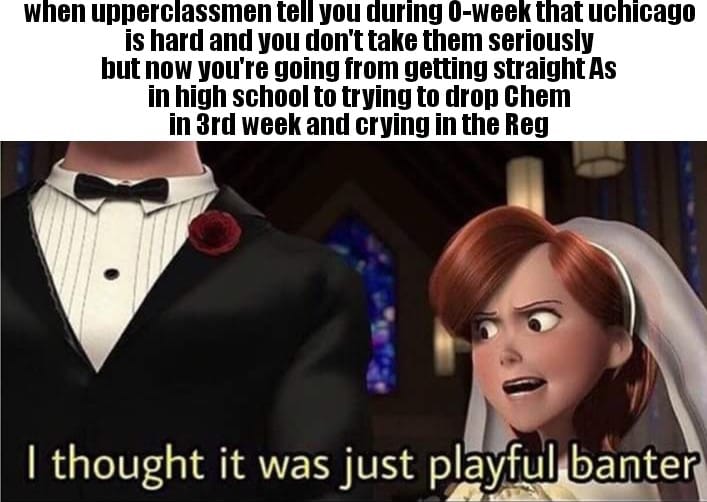 when upperclassmen tell you during O-week that uchicago
is hard and you don't take them seriously
but now you're going from getting straight As
in high school to trying to drop Chem
in 3rd week and crying in the Reg
I thought it was just playful banter